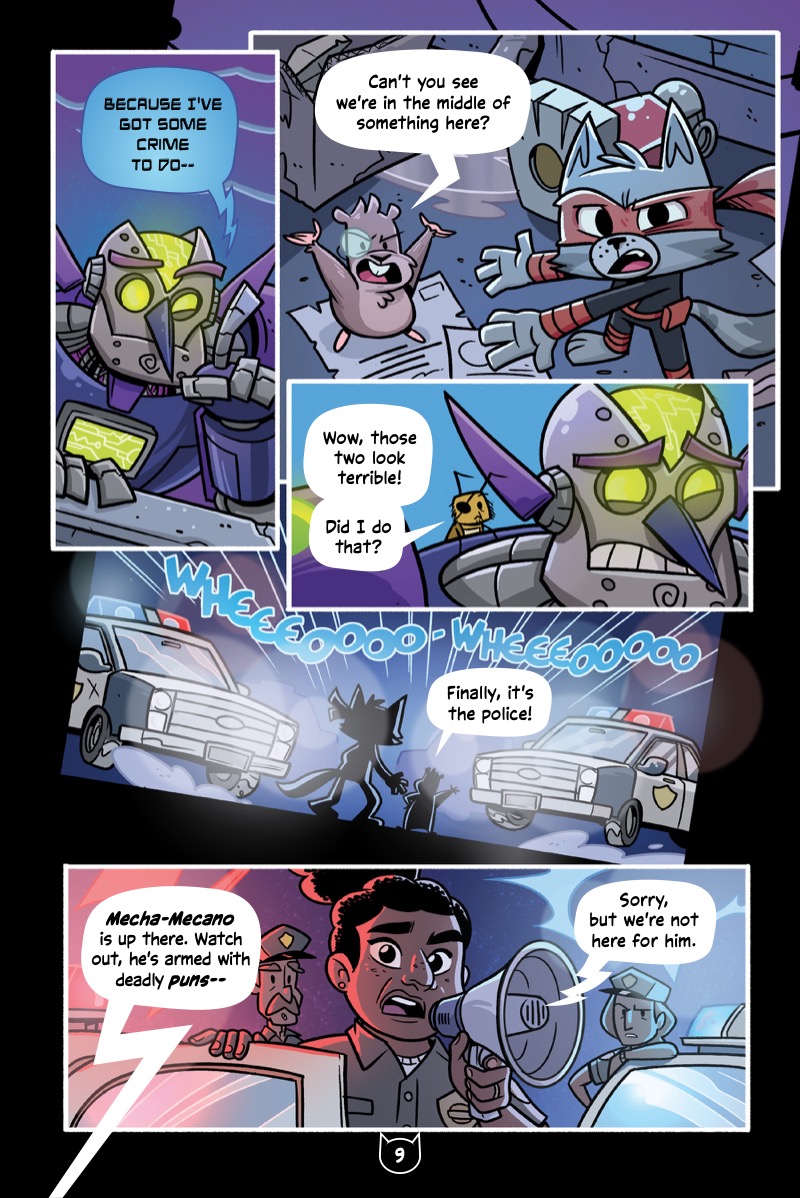 BECAUSE I'VE
GOT SOME
CRIME
TO DO--
Can't you see
we're in the middle of
something here?
Wow, those
two look
terrible!
Did I do
that?
WHEEEOOOO-WHEEEOOOOO
Finally, it's
the police!
Mecha-Mecano
is up there. Watch
out, he's armed with
deadly puns--
Sorry,
but we're not
here for him.
9